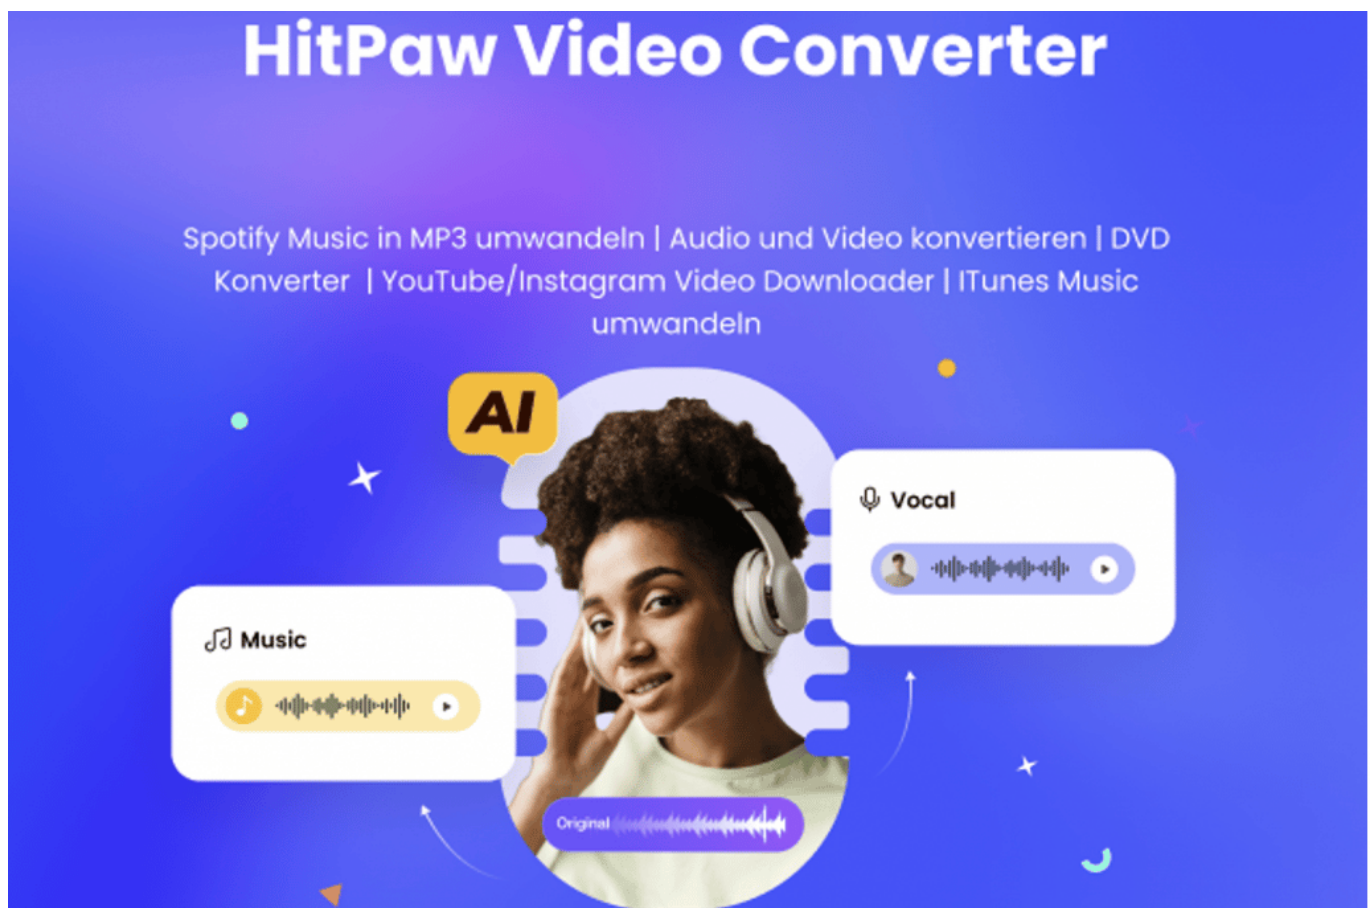 HitPaw Video Converter
Spotify Music in MP3 umwandeln | Audio und Video konvertieren | DVD
Konverter | YouTube/Instagram Video Downloader | ITunes Music
umwandeln
AI
Vocal
Music
Original